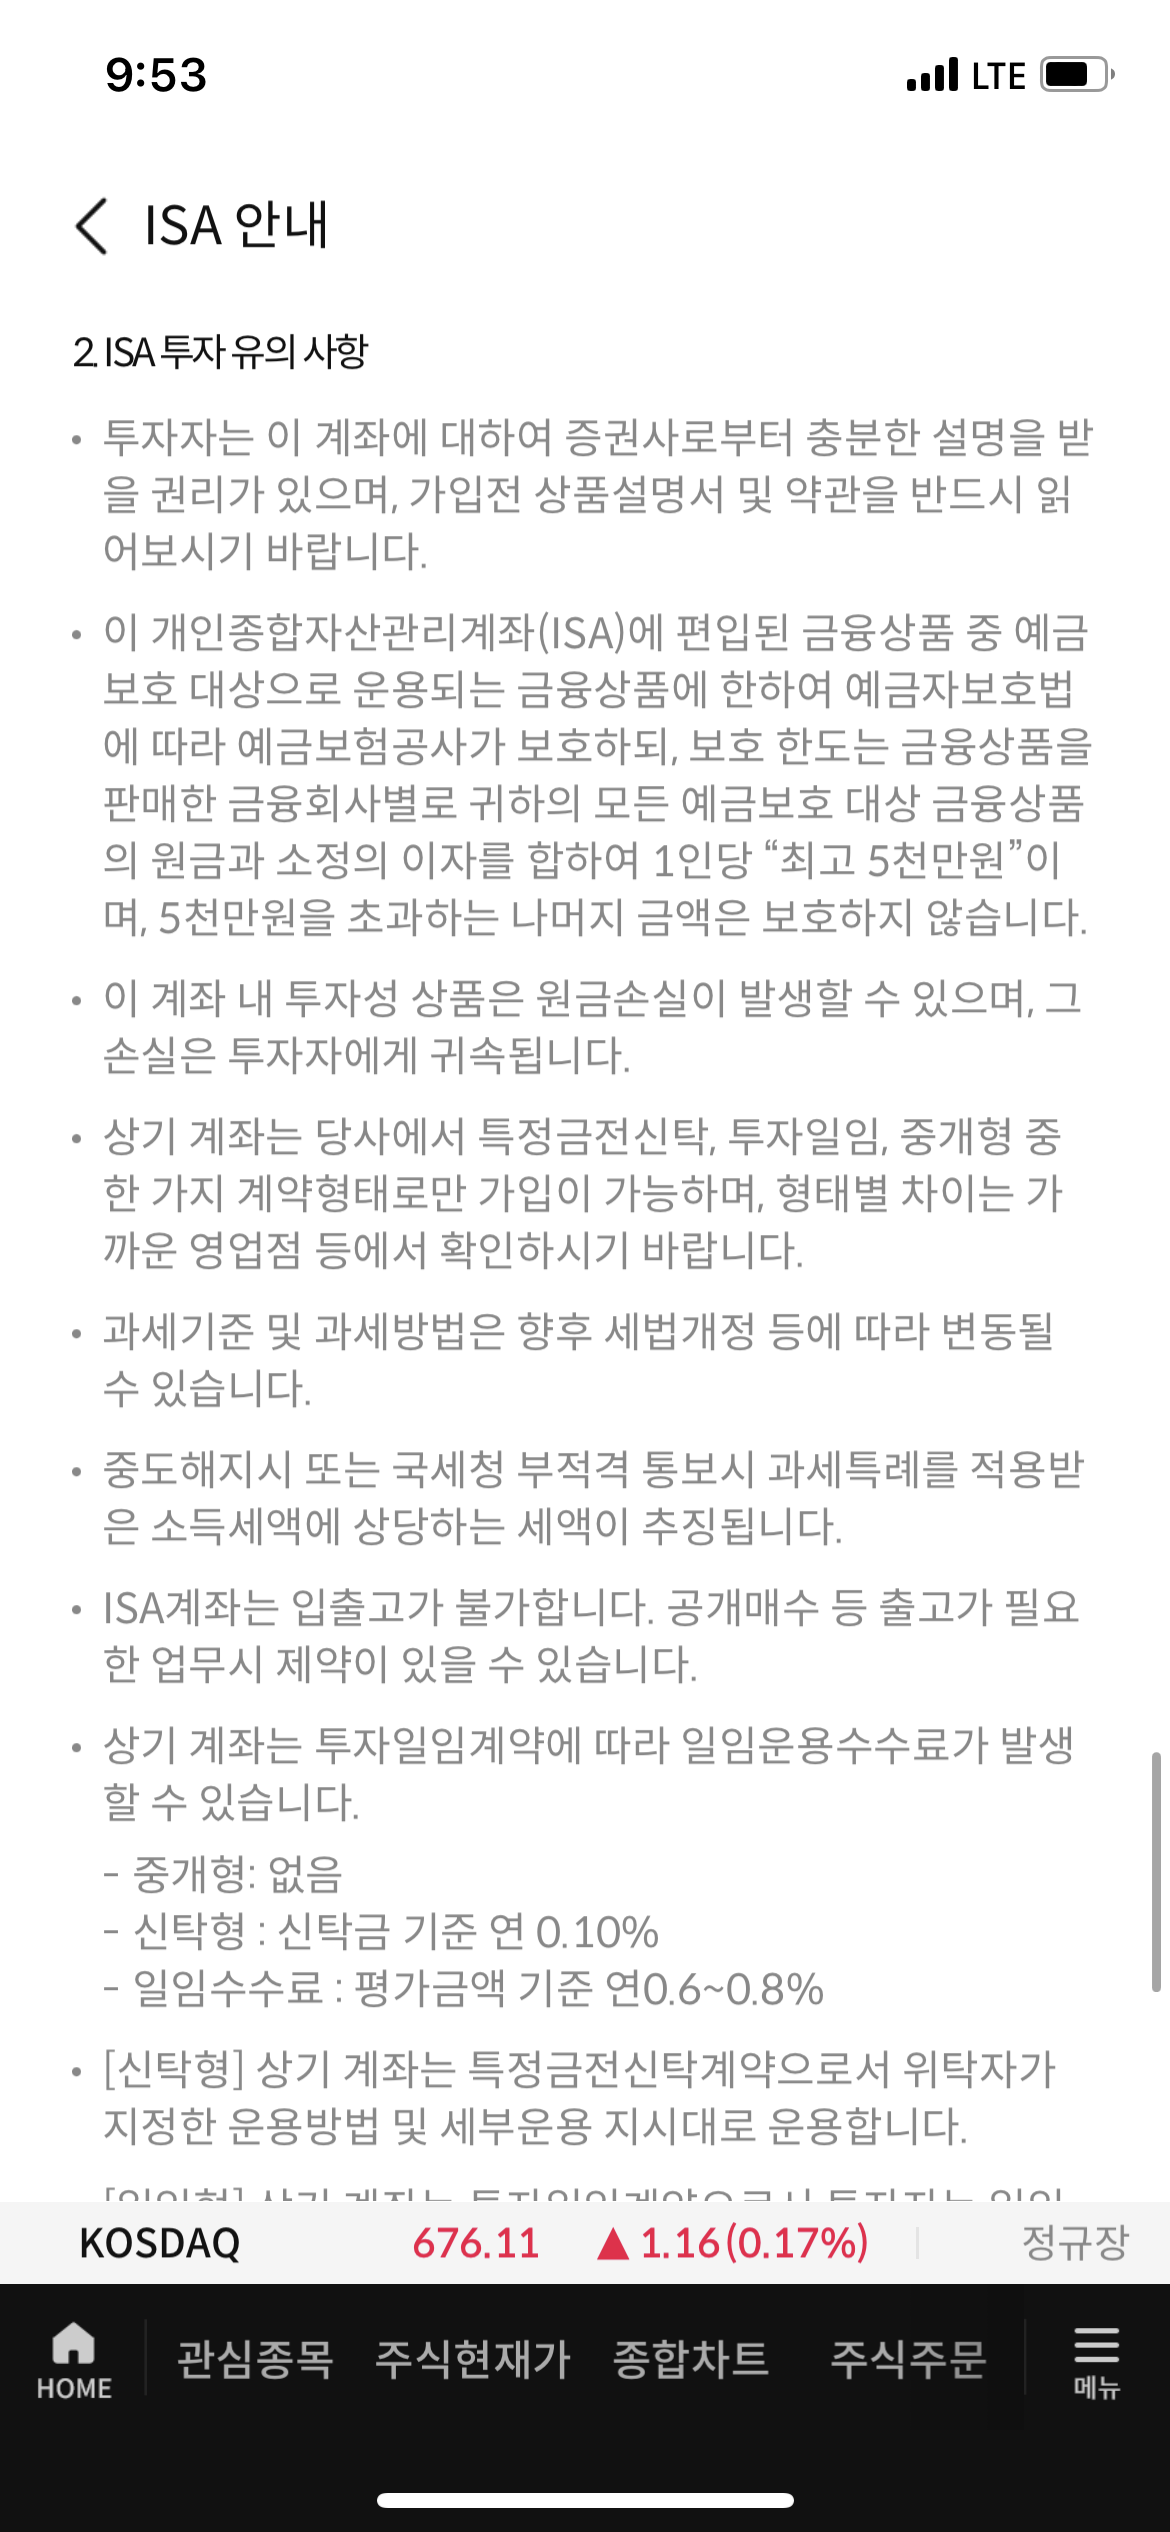 9:53
LTE
ISA 안내
2. ISA 투자 유의 사항
• 투자자는 이 계좌에 대하여 증권사로부터 충분한 설명을 받
을 권리가 있으며, 가입전 상품설명서 및 약관을 반드시 읽
어보시기 바랍니다.
• 이 개인종합자산관리계좌(ISA)에 편입된 금융상품 중 예금
보호 대상으로 운용되는 금융상품에 한하여 예금자보호법
에 따라 예금보험공사가 보호하되, 보호 한도는 금융상품을
판매한 금융회사별로 귀하의 모든 예금보호 대상 금융상품
의 원금과 소정의 이자를 합하여 1인당 “최고 5천만원”이
며, 5천만원을 초과하는 나머지 금액은 보호하지 않습니다.
• 이 계좌 내 투자성 상품은 원금손실이 발생할 수 있으며, 그
손실은 투자자에게 귀속됩니다.
• 상기 계좌는 당사에서 특정금전신탁, 투자일임, 중개형 중
한 가지 계약형태로만 가입이 가능하며, 형태별 차이는 가
까운 영업점 등에서 확인하시기 바랍니다.
• 과세기준 및 과세방법은 향후 세법개정 등에 따라 변동될
수 있습니다.
• 중도해지시 또는 국세청 부적격 통보시 과세특례를 적용받
은 소득세액에 상당하는 세액이 추징됩니다.
• ISA계좌는 입출고가 불가합니다. 공개매수 등 출고가 필요
한 업무시 제약이 있을 수 있습니다.
• 상기 계좌는 투자일임계약에 따라 일임운용수수료가 발생
할 수 있습니다.
- 중개형: 없음
- 신탁형 : 신탁금 기준 연 0.10%
- 일임수수료 : 평가금액 기준 연0.6~0.8%
• [신탁형] 상기 계좌는 특정금전신탁계약으로서 위탁자가
지정한 운용방법 및 세부운용 지시대로 운용합니다.
KOSDAQ 676.11 ▲ 1.16(0.17%) 정규장
HOME 관심종목 주식현재가 종합차트 주식주문 메뉴